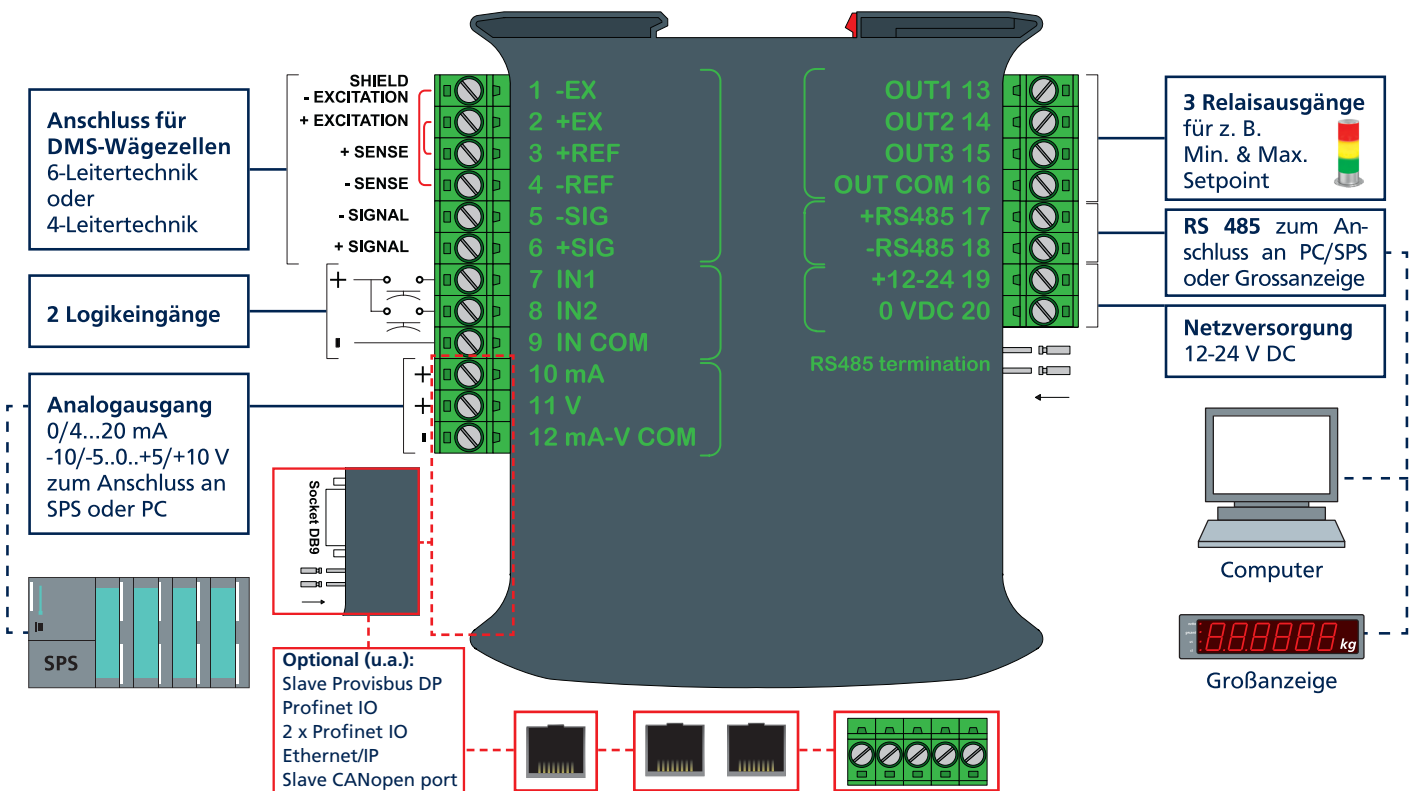 Anschluss für
DMS-Wägezellen
6-Leitertechnik
oder
4-Leitertechnik
2 Logikeingänge
Analogausgang
0/4...20 mA
-10/-5..0..+5/+10 V
zum Anschluss an
SPS oder PC
SPS
SHIELD
- EXCITATION
+ EXCITATION
+ SENSE
- SENSE
- SIGNAL
+ SIGNAL
+
-
+
+
-
1 -EX
2 +EX
3 +REF
4 -REF
5 -SIG
6 +SIG
7 IN1
8 IN2
9 IN COM
10 mA
11 V
12 mA-V COM
OUT1 13
OUT2 14
OUT3 15
OUT COM 16
+RS485 17
-RS485 18
+12-24 19
0 VDC 20
RS485 termination
Socket DB9
Optional (u.a.):
Slave Provisbus DP
Profinet IO
2 x Profinet IO
Ethernet/IP
Slave CANopen port
3 Relaisausgänge
für z. B.
Min. & Max.
Setpoint
RS 485 zum An-
schluss an PC/SPS
oder Grossanzeige
Netzversorgung
12-24 V DC
Computer
kg
Großanzeige